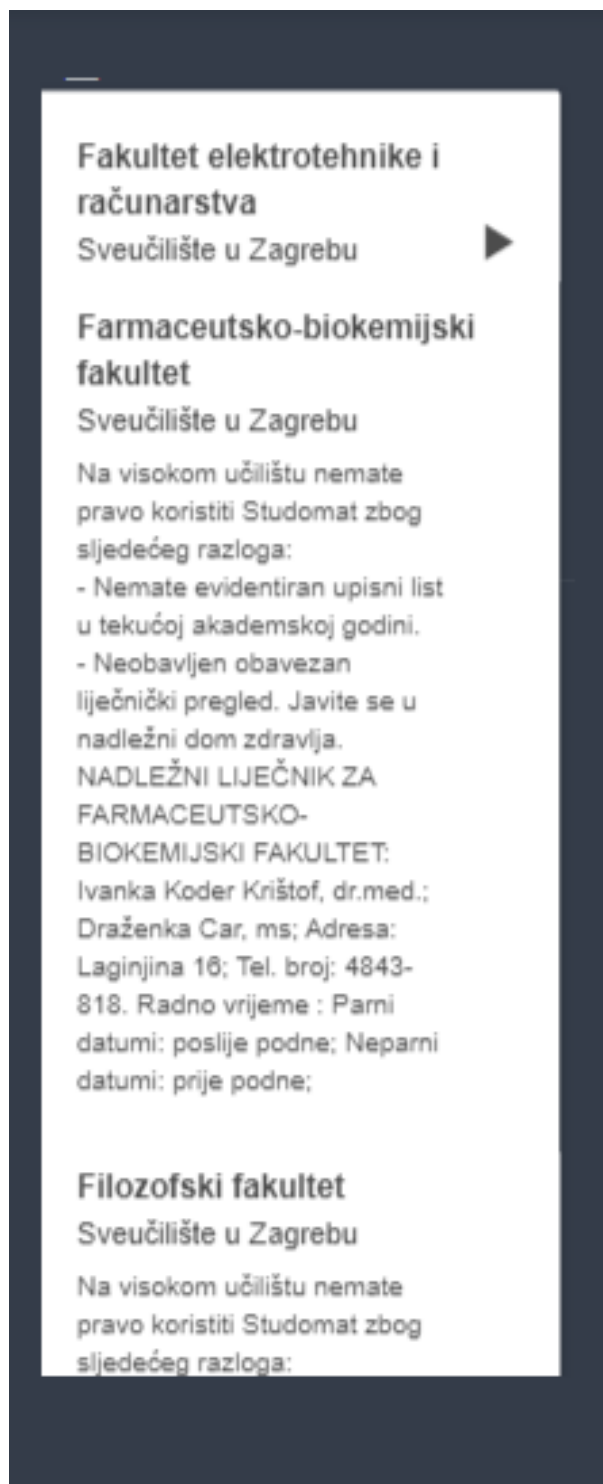 Fakultet elektrotehnike i
računarstva
Sveučilište u Zagrebu
Farmaceutsko-biokemijski
fakultet
Sveučilište u Zagrebu
Na visokom učilištu nemate
pravo koristiti Studomat zbog
sljedećeg razloga:
- Nemate evidentiran upisni list
u tekućoj akademskoj godini.
- Neobavljen obavezan
liječnički pregled. Javite se u
nadležni dom zdravlja.
NADLEŽNI LIJEČNIK ZA
FARMACEUTSKO-
BIOKEMIJSKI FAKULTET:
Ivanka Koder Krištof, dr.med.;
Draženka Car, ms; Adresa:
Laginjina 16; Tel. broj: 4843-
818. Radno vrijeme : Parni
datumi: poslije podne; Neparni
datumi: prije podne;
Filozofski fakultet
Sveučilište u Zagrebu
Na visokom učilištu nemate
pravo koristiti Studomat zbog
sljedećeg razloga: